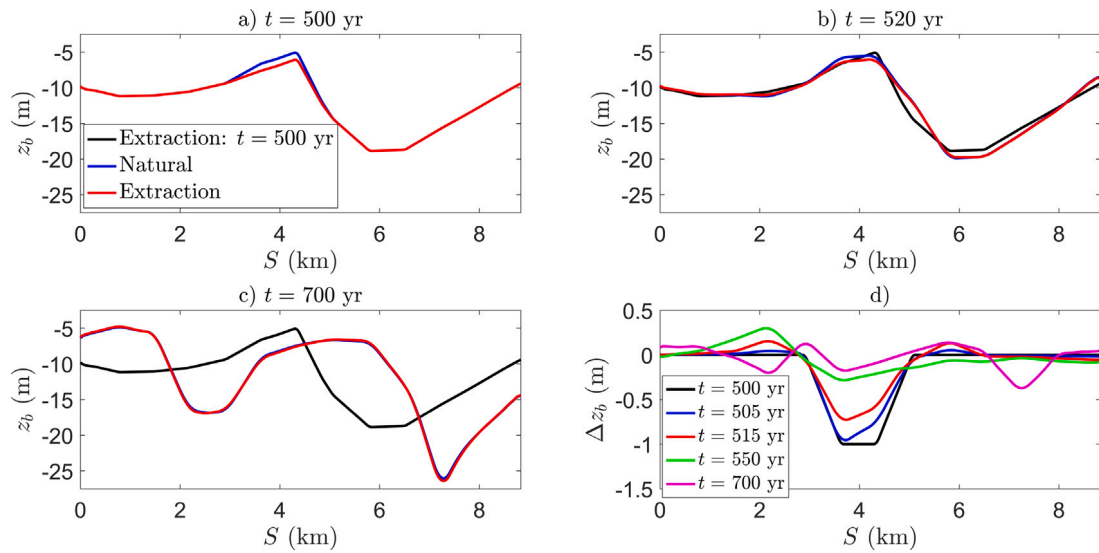 a) t = 500 yr
-5
-10
-15
-20
-25
z_b (m)
Extraction: t = 500 yr
Natural
Extraction
0 2 4 6 8
S (km)
b) t = 520 yr
-5
-10
-15
-20
-25
z_b (m)
0 2 4 6 8
S (km)
c) t = 700 yr
-5
-10
-15
-20
-25
z_b (m)
0 2 4 6 8
S (km)
d)
0.5
0
-0.5
-1
-1.5
Δz_b (m)
t = 500 yr
t = 505 yr
t = 515 yr
t = 550 yr
t = 700 yr
0 2 4 6 8
S (km)